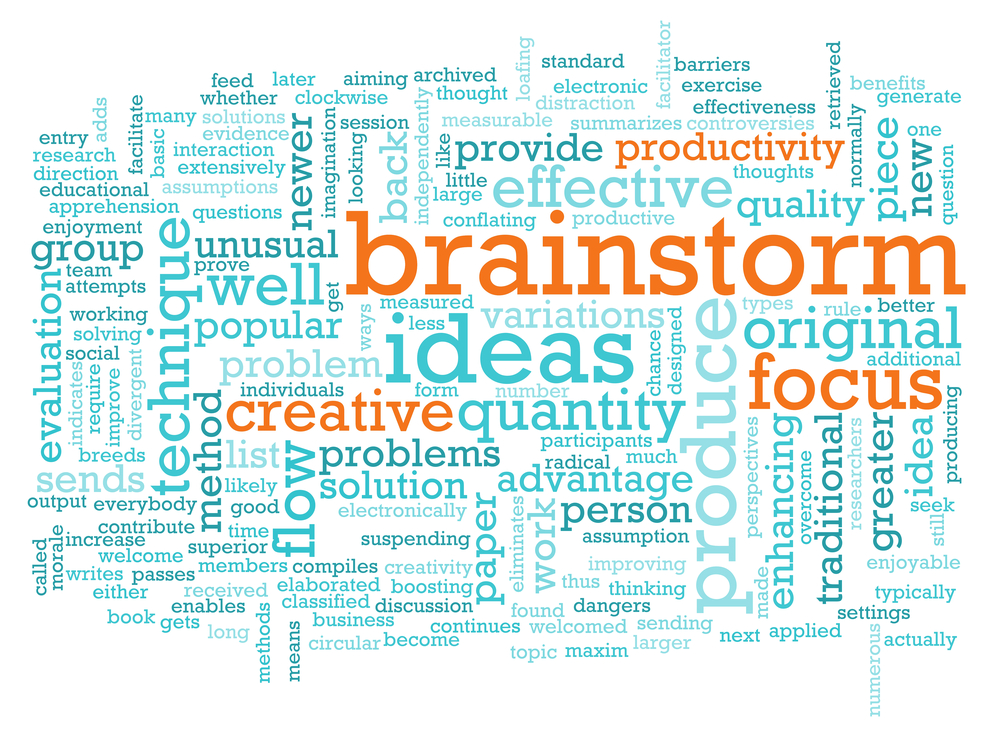 standard
facilitator
barriers
feed
later
aiming
archived
loafing
electronic
exercise
retrieved
benefits
whether
clockwise
thought
distraction
effectiveness
generate
adds
facilitate
many
solutions
newer
imagination
session
independently
measurable
summarizes
controversies
normally
piece
one
entry
evidence
looking
back
like
provide
productivity
new
question
research
basic
interaction
direction
extensively
little
effective
thoughts
educational
assumptions
large
quality
apprehension
questions
conflating
productive
enjoyment
technique
group
unusual
brainstorm
team
prove
well
attempts
get
evaluation
working
popular
ways
measured
variations
produce
types
rule
better
solving
less
ideas
chance
designed
original
social
problem
additional
indicates
require
improve
divergent
individuals
form
number
focus
method
creative
quantity
producing
breeds
list
flow
problems
participants
perspectives
enhancing
overcome
traditional
researchers
greater
idea
radical
much
sends
likely
solution
advantage
output
everybody
good
electronically
paper
eliminates
work
person
seek
still
contribute
time
called
morale
increase
superior
suspending
assumption
welcome
members
compiles
creativity
improving
enjoyable
writes
passes
either
received
elaborated
boosting
thus
thinking
made
typically
book
gets
enables
classified
discussion
found
dangers
settings
long
methods
means
business
continues
welcomed
sending
next
applied
circular
become
numerous
actually
topic
maxim
larger